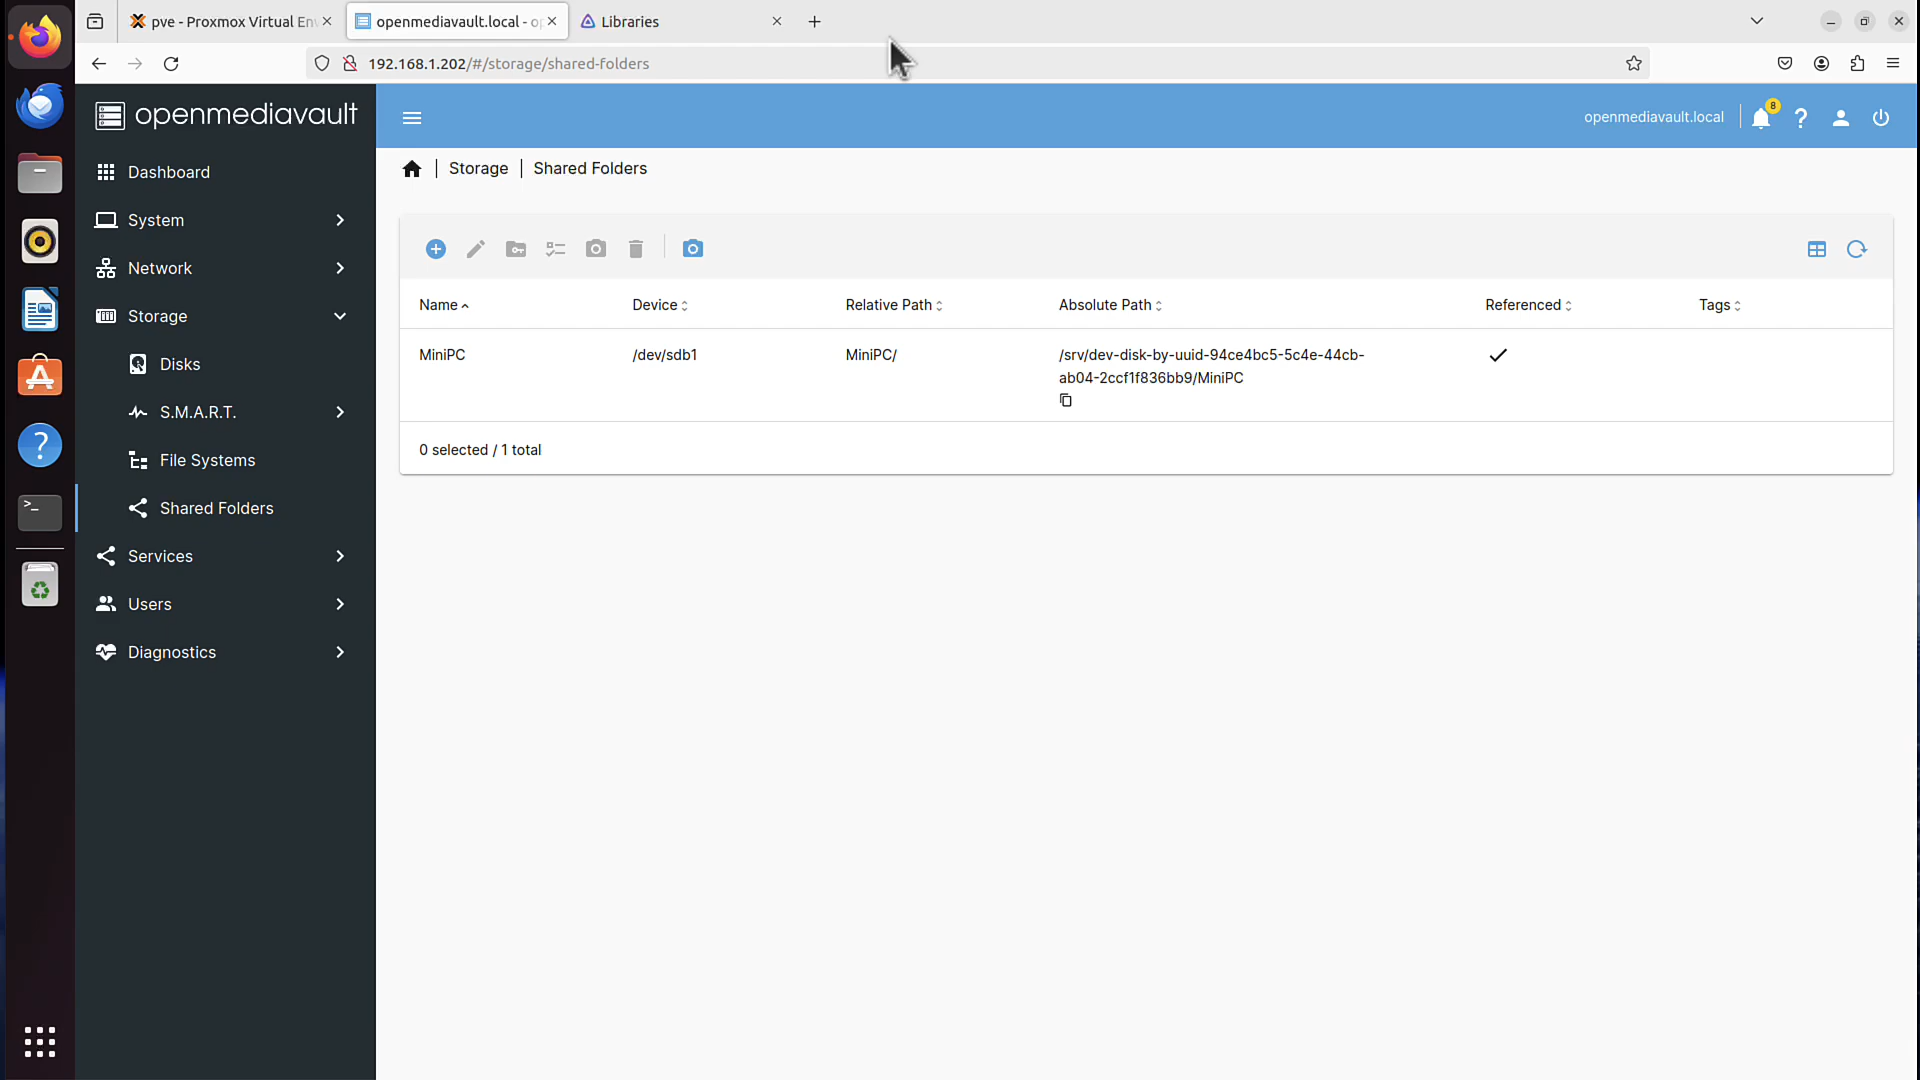 pve - Proxmox Virtual En
openmediavault.local - o
Libraries
192.168.1.202/#/storage/shared-folders
openmediavault
openmediavault.local
8
Dashboard
System
Network
Storage
Disks
S.M.A.R.T.
File Systems
Shared Folders
Services
Users
Diagnostics
Storage | Shared Folders
Name Device Relative Path Absolute Path Referenced Tags
MiniPC /dev/sdb1 MiniPC/ /srv/dev-disk-by-uuid-94ce4bc5-5c4e-44cb-
ab04-2ccf1f836bb9/MiniPC
0 selected / 1 total